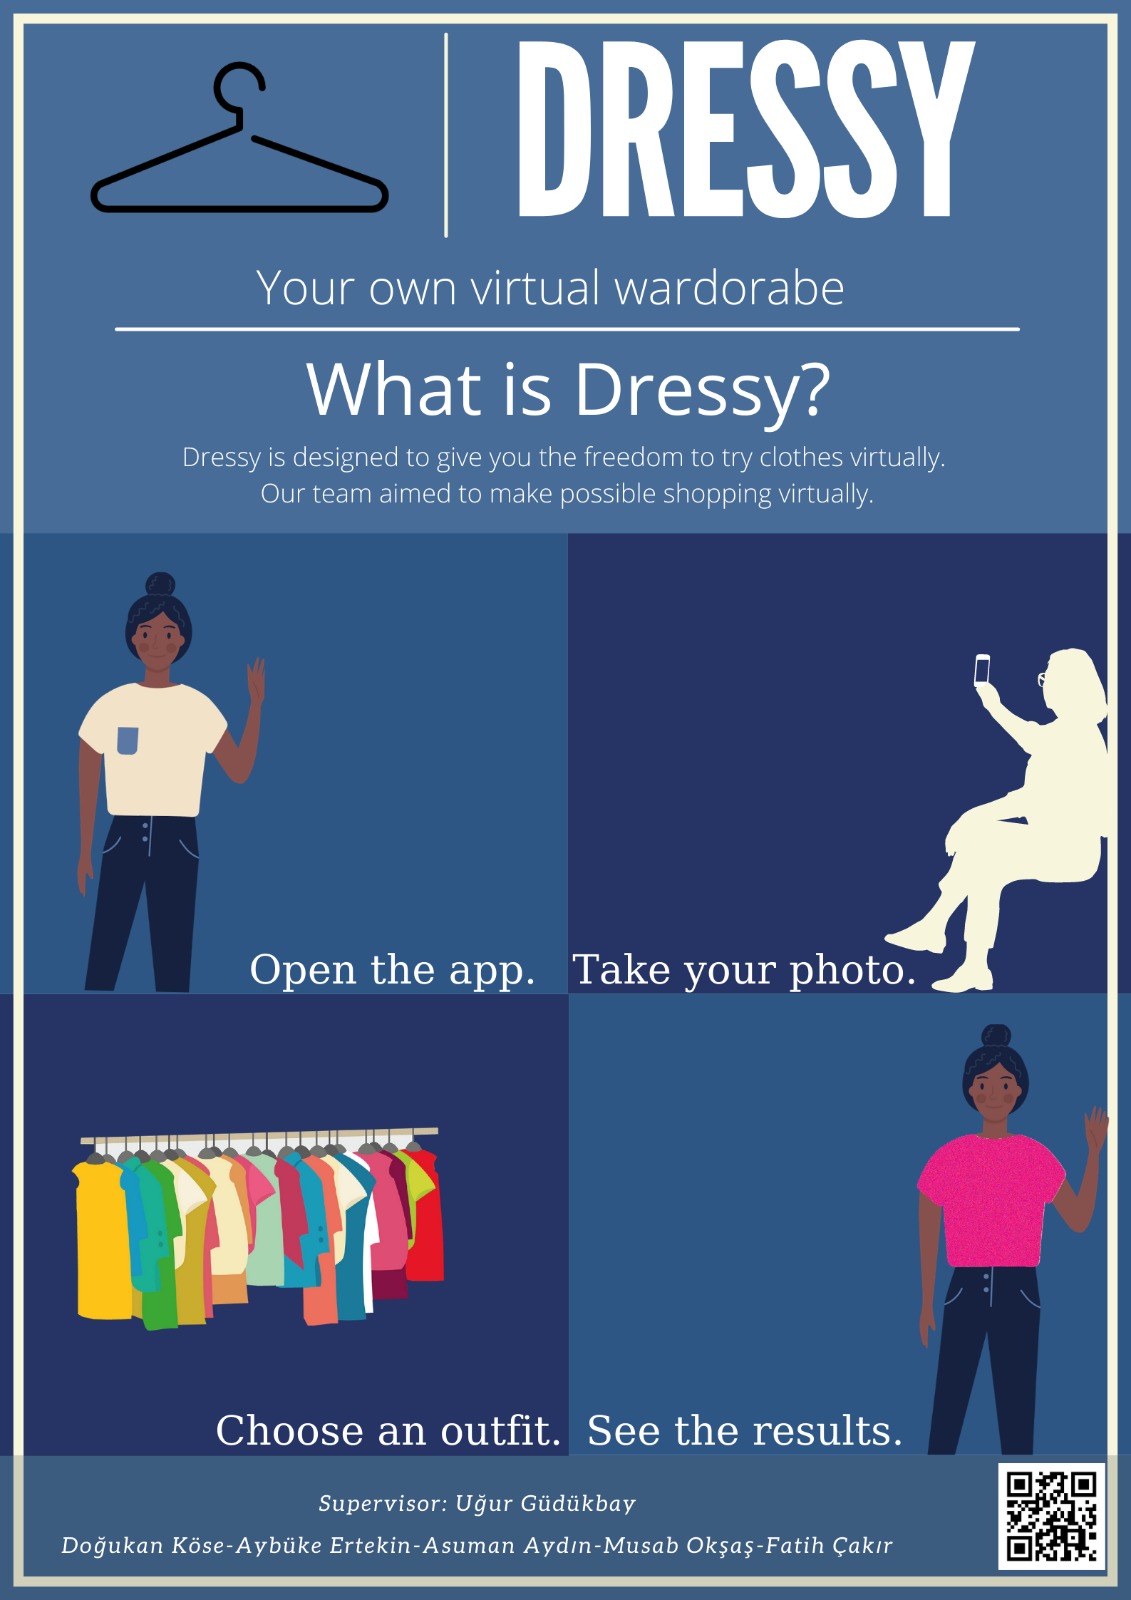 DRESSY
Your own virtual wardorabe
What is Dressy?
Dressy is designed to give you the freedom to try clothes virtually.
Our team aimed to make possible shopping virtually.
Open the app.
Take your photo.
Choose an outfit.
See the results.
Supervisor: Uğur Güdükbay
Doğukan Köse-Aybüke Ertekin-Asuman Aydın-Musab Okşaş-Fatih Çakır